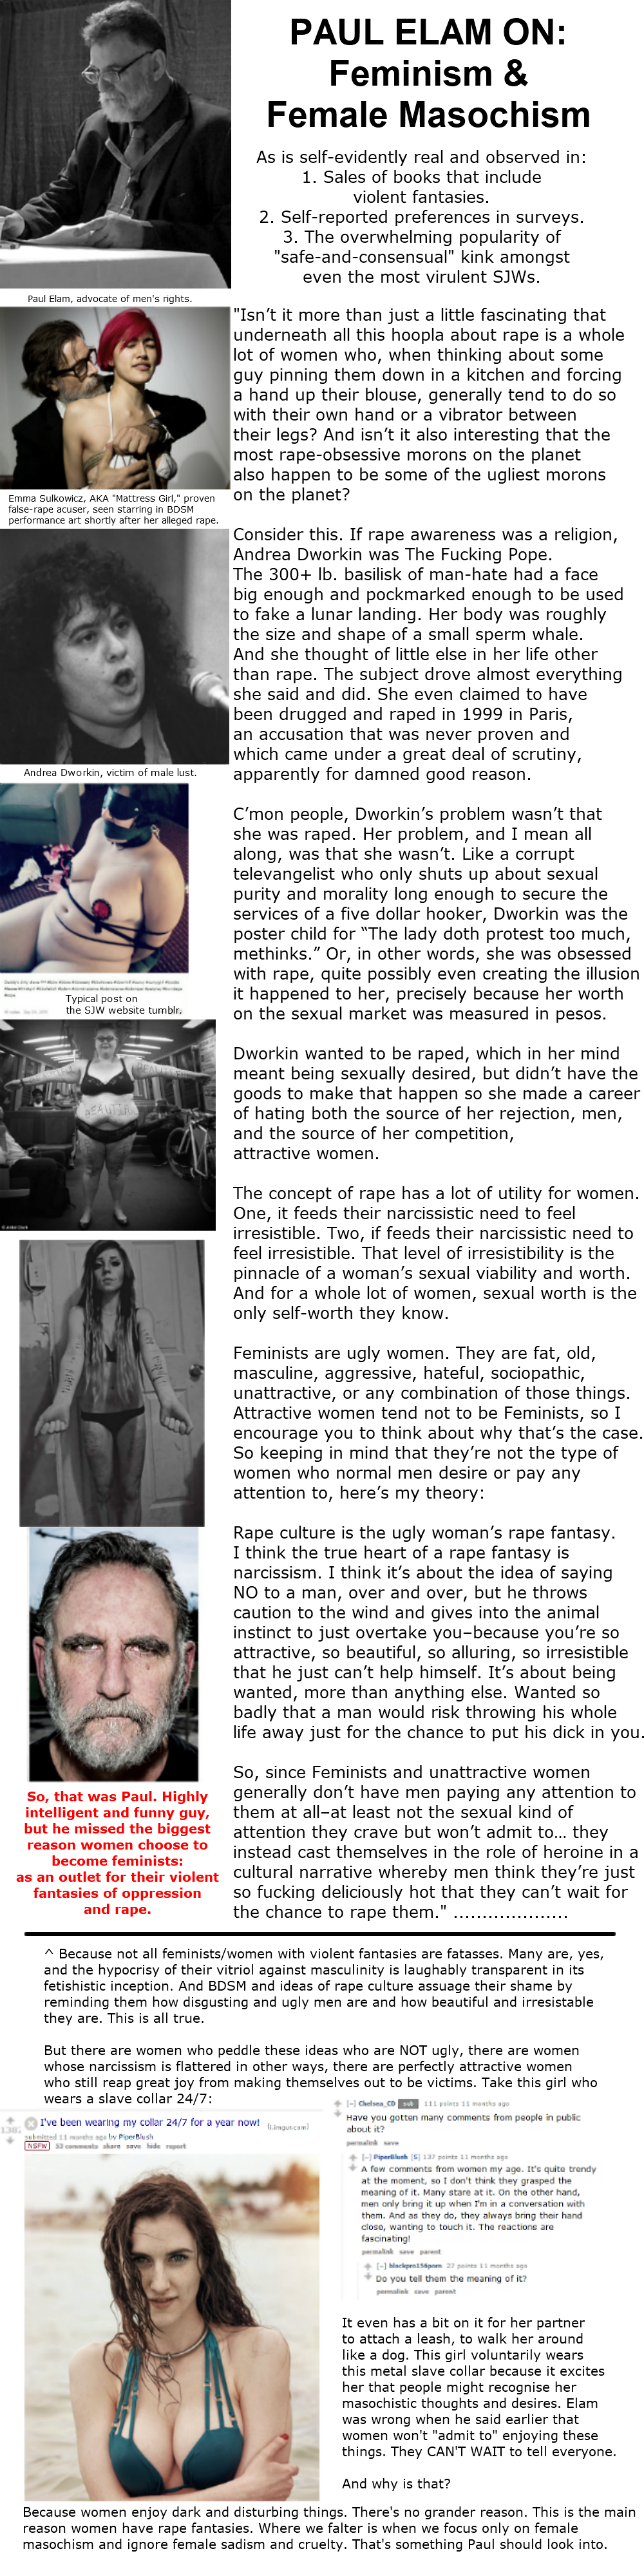 PAUL ELAM ON:
Feminism &
Female Masochism
As is self-evidently real and observed in:
1. Sales of books that include
violent fantasies.
2. Self-reported preferences in surveys.
3. The overwhelming popularity of
"safe-and-consensual" kink amongst
even the most virulent SJWs.
Paul Elam, advocate of men's rights.
"Isn't it more than just a little fascinating that
underneath all this hoopla about rape is a whole
lot of women who, when thinking about some
guy pinning them down in a kitchen and forcing
a hand up their blouse, generally tend to do so
with their own hand or a vibrator between
their legs? And isn't it also interesting that the
most rape-obsessive morons on the planet
also happen to be some of the ugliest morons
on the planet?
Emma Sulkowicz, AKA "Mattress Girl," proven
false-rape acuser, seen starring in BDSM
performance art shortly after her alleged rape.
Consider this. If rape awareness was a religion,
Andrea Dworkin was The Fucking Pope.
The 300+ lb. basilisk of man-hate had a face
big enough and pockmarked enough to be used
to fake a lunar landing. Her body was roughly
the size and shape of a small sperm whale.
And she thought of little else in her life other
than rape. The subject drove almost everything
she said and did. She even claimed to have
been drugged and raped in 1999 in Paris,
an accusation that was never proven and
which came under a great deal of scrutiny,
apparently for damned good reason.
Andrea Dworkin, victim of male lust.
C'mon people, Dworkin's problem wasn't that
she was raped. Her problem, and I mean all
along, was that she wasn't. Like a corrupt
televangelist who only shuts up about sexual
purity and morality long enough to secure the
services of a five dollar hooker, Dworkin was the
poster child for "The lady doth protest too much,
methinks." Or, in other words, she was obsessed
with rape, quite possibly even creating the illusion
it happened to her, precisely because her worth
on the sexual market was measured in pesos.
Typical post on
the SJW website tumblr.
Dworkin wanted to be raped, which in her mind
meant being sexually desired, but didn't have the
goods to make that happen so she made a career
of hating both the source of her rejection, men,
and the source of her competition,
attractive women.
BEAUTIFUL
The concept of rape has a lot of utility for women.
One, it feeds their narcissistic need to feel
irresistible. Two, if feeds their narcissistic need to
feel irresistible. That level of irresistibility is the
pinnacle of a woman's sexual viability and worth.
And for a whole lot of women, sexual worth is the
only self-worth they know.
Feminists are ugly women. They are fat, old,
masculine, aggressive, hateful, sociopathic,
unattractive, or any combination of those things.
Attractive women tend not to be Feminists, so I
encourage you to think about why that's the case.
So keeping in mind that they're not the type of
women who normal men desire or pay any
attention to, here's my theory:
Rape culture is the ugly woman's rape fantasy.
I think the true heart of a rape fantasy is
narcissism. I think it's about the idea of saying
NO to a man, over and over, but he throws
caution to the wind and gives into the animal
instinct to just overtake you–because you're so
attractive, so beautiful, so alluring, so irresistible
that he just can't help himself. It's about being
wanted, more than anything else. Wanted so
badly that a man would risk throwing his whole
life away just for the chance to put his dick in you.
So, since Feminists and unattractive women
generally don't have men paying any attention to
them at all–at least not the sexual kind of
attention they crave but won't admit to… they
instead cast themselves in the role of heroine in a
cultural narrative whereby men think they're just
so fucking deliciously hot that they can't wait for
the chance to rape them." ....................
So, that was Paul. Highly
intelligent and funny guy,
but he missed the biggest
reason women choose to
become feminists:
as an outlet for their violent
fantasies of oppression
and rape.
^ Because not all feminists/women with violent fantasies are fatasses. Many are, yes,
and the hypocrisy of their vitriol against masculinity is laughably transparent in its
fetishistic inception. And BDSM and ideas of rape culture assuage their shame by
reminding them how disgusting and ugly men are and how beautiful and irresistable
they are. This is all true.
But there are women who peddle these ideas who are NOT ugly, there are women
whose narcissism is flattered in other ways, there are perfectly attractive women
who still reap great joy from making themselves out to be victims. Take this girl who
wears a slave collar 24/7:
I've been wearing my collar 24/7 for a year now! (i.imgur.com)
submitted 11 months ago by PiperBlush
NSFW 53 comments share save hide report
[-] Chelsea_CD sub 111 points 11 months ago
Have you gotten many comments from people in public
about it?
permalink save
[-] PiperBlush [S] 137 points 11 months ago
A few comments from women my age. It's quite trendy
at the moment, so I don't think they grasped the
meaning of it. Many stare at it. On the other hand,
men only bring it up when I'm in a conversation with
them. And as they do, they always bring their hand
close, wanting to touch it. The reactions are
fascinating!
permalink save parent
[-] blackpro156porn 27 points 11 months ago
Do you tell them the meaning of it?
permalink save parent
It even has a bit on it for her partner
to attach a leash, to walk her around
like a dog. This girl voluntarily wears
this metal slave collar because it excites
her that people might recognise her
masochistic thoughts and desires. Elam
was wrong when he said earlier that
women won't "admit to" enjoying these
things. They CAN'T WAIT to tell everyone.
And why is that?
Because women enjoy dark and disturbing things. There's no grander reason. This is the main
reason women have rape fantasies. Where we falter is when we focus only on female
masochism and ignore female sadism and cruelty. That's something Paul should look into.